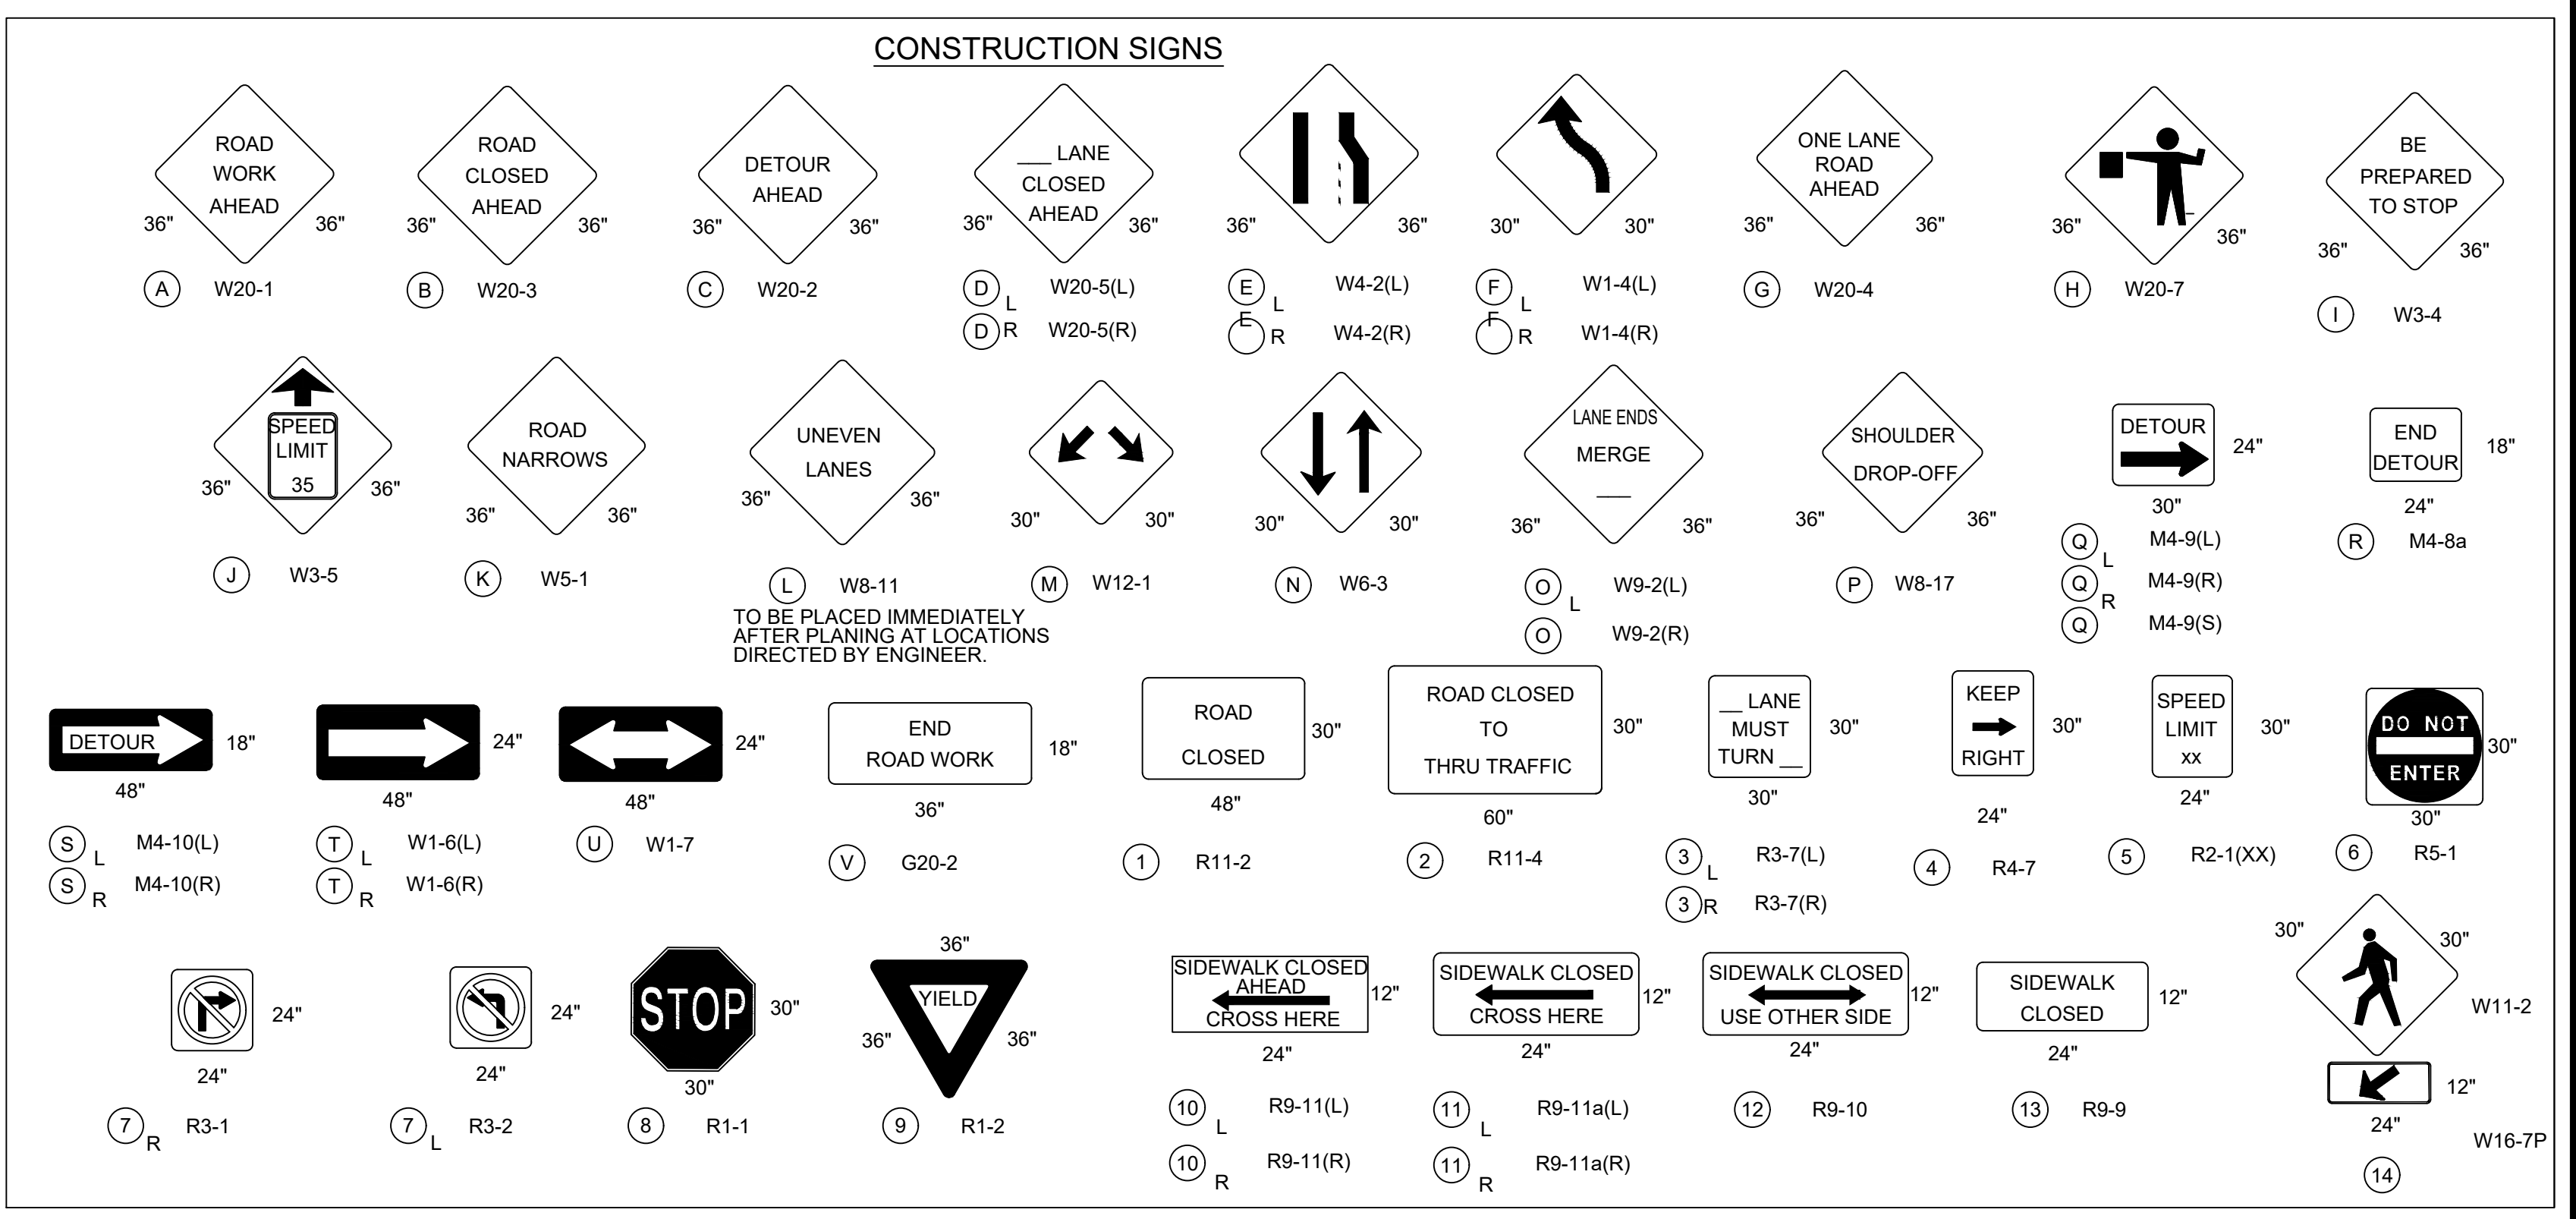 CONSTRUCTION SIGNS
ROAD
WORK
AHEAD
36" 36"
A W20-1
ROAD
CLOSED
AHEAD
36" 36"
B W20-3
DETOUR
AHEAD
36" 36"
C W20-2
___ LANE
CLOSED
AHEAD
36" 36"
D L W20-5(L)
D R W20-5(R)
36" 36"
E L W4-2(L)
E R W4-2(R)
30" 30"
F L W1-4(L)
F R W1-4(R)
ONE LANE
ROAD
AHEAD
36" 36"
G W20-4
36" 36"
H W20-7
BE
PREPARED
TO STOP
36" 36"
I W3-4
SPEED
LIMIT
35
36" 36"
J W3-5
ROAD
NARROWS
36" 36"
K W5-1
UNEVEN
LANES
36" 36"
L W8-11
TO BE PLACED IMMEDIATELY
AFTER PLANING AT LOCATIONS
DIRECTED BY ENGINEER.
30" 30"
M W12-1
30" 30"
N W6-3
LANE ENDS
MERGE
___
36" 36"
O L W9-2(L)
O W9-2(R)
SHOULDER
DROP-OFF
36" 36"
P W8-17
DETOUR
24"
30"
Q L M4-9(L)
Q R M4-9(R)
Q M4-9(S)
END
DETOUR
18"
24"
R M4-8a
DETOUR
18"
48"
S L M4-10(L)
S R M4-10(R)
24"
48"
T L W1-6(L)
T R W1-6(R)
24"
48"
U W1-7
END
ROAD WORK
18"
36"
V G20-2
ROAD
CLOSED
30"
48"
1 R11-2
ROAD CLOSED
TO
THRU TRAFFIC
30"
60"
2 R11-4
__ LANE
MUST
TURN __
30"
30"
3 L R3-7(L)
3 R R3-7(R)
KEEP
RIGHT
30"
24"
4 R4-7
SPEED
LIMIT
xx
30"
24"
5 R2-1(XX)
DO NOT
ENTER
30"
30"
6 R5-1
24"
24"
7 R R3-1
24"
24"
7 L R3-2
STOP
30"
30"
8 R1-1
36"
YIELD
36" 36"
9 R1-2
SIDEWALK CLOSED
AHEAD
CROSS HERE
12"
24"
10 L R9-11(L)
10 R R9-11(R)
SIDEWALK CLOSED
CROSS HERE
12"
24"
11 L R9-11a(L)
11 R R9-11a(R)
SIDEWALK CLOSED
USE OTHER SIDE
12"
24"
12 R9-10
SIDEWALK
CLOSED
12"
24"
13 R9-9
30" 30"
W11-2
12"
24"
W16-7P
14